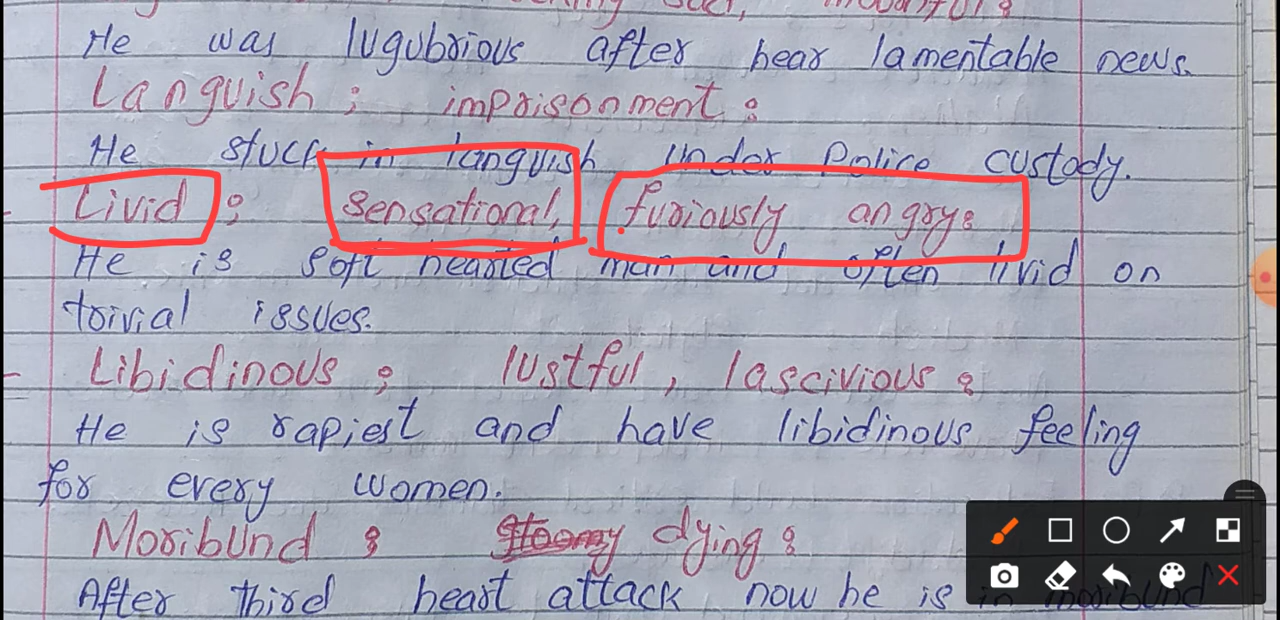 He was lugubrious after hear lamentable news.
Languish ; imprisonment :
He stuck in languish under Police custody.
Livid ; sensational, furiously angry :
He is soft hearted man and often livid on
trivial issues.
Libidinous ; lustful , lascivious :
He is rapiest and have libidinous feeling
for every women.
Moribund ; dying :
After third heart attack now he is in moribund